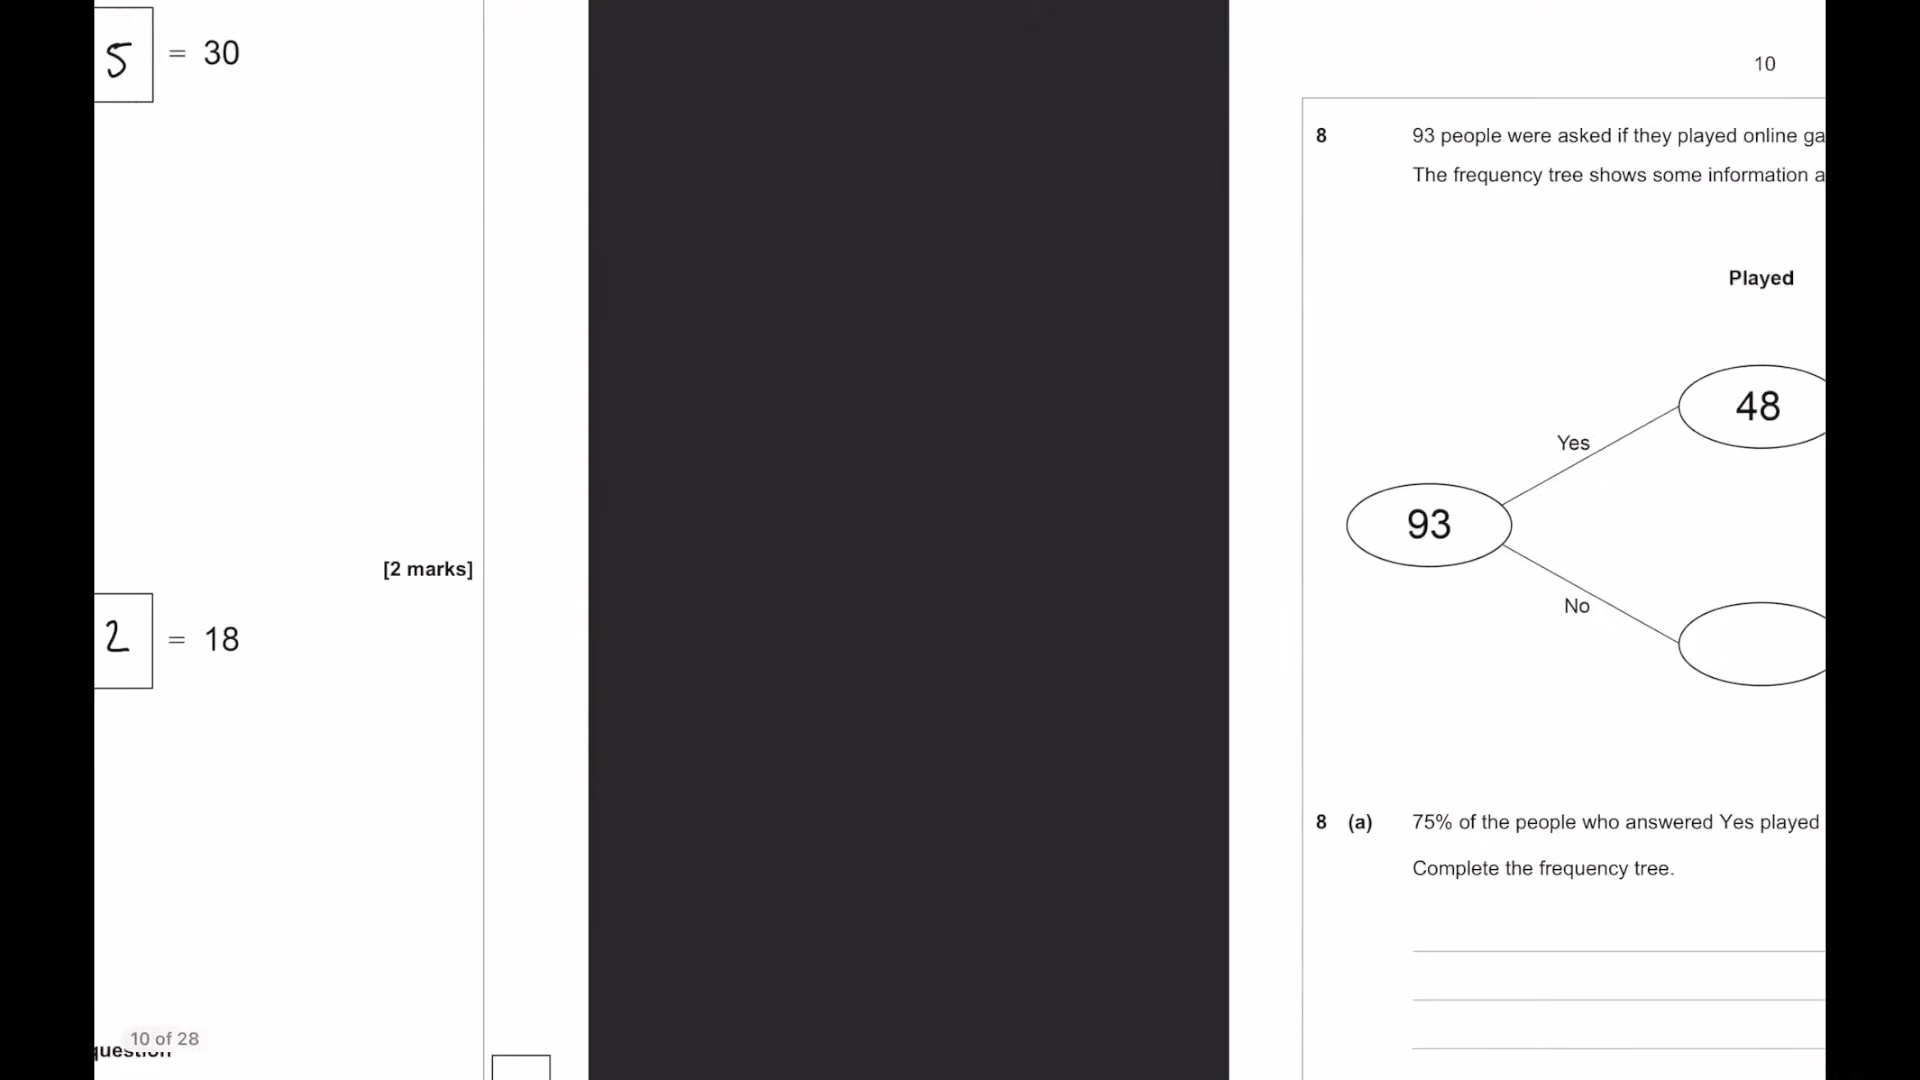 5 = 30
[2 marks]
2 = 18
10 of 28
10
8 93 people were asked if they played online
The frequency tree shows some information
Played
48
Yes
93
No
8 (a) 75% of the people who answered Yes played
Complete the frequency tree.